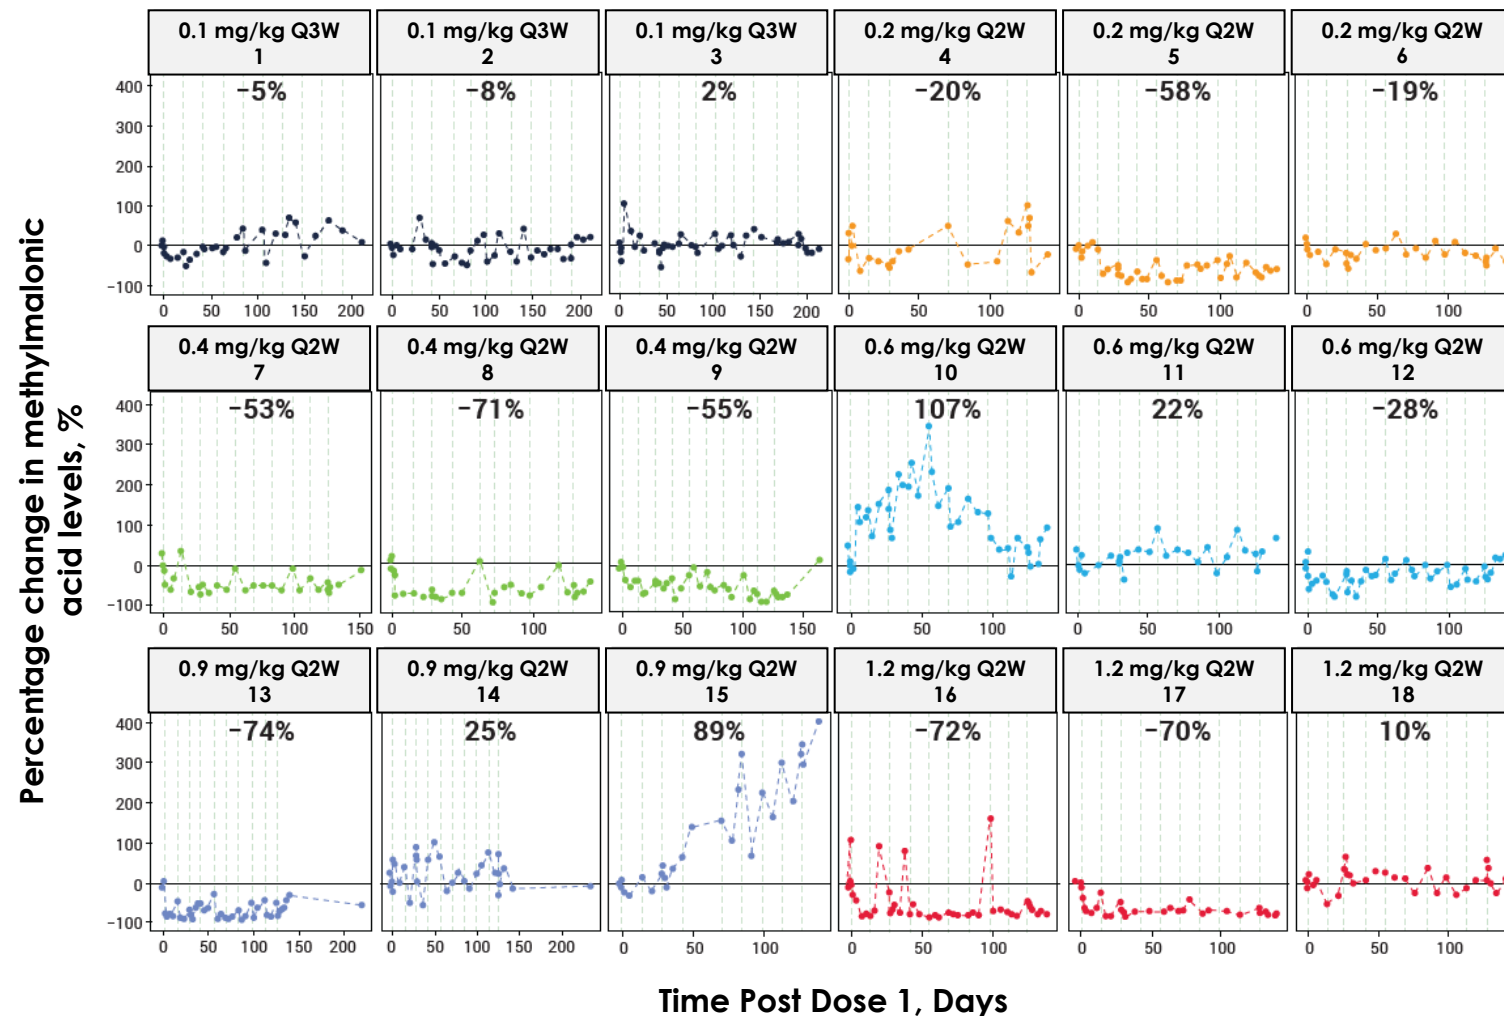 0.1 mg/kg Q3W
1
0.1 mg/kg Q3W
2
0.1 mg/kg Q3W
3
0.2 mg/kg Q2W
4
0.2 mg/kg Q2W
5
0.2 mg/kg Q2W
6
−5%
−8%
2%
−20%
−58%
−19%
400
300
200
100
0
−100
0 50 100 150 200
0 50 100 150 200
0 50 100 150 200
0 50 100
0 50 100
0 50 100
0.4 mg/kg Q2W
7
0.4 mg/kg Q2W
8
0.4 mg/kg Q2W
9
0.6 mg/kg Q2W
10
0.6 mg/kg Q2W
11
0.6 mg/kg Q2W
12
−53%
−71%
−55%
107%
22%
−28%
400
300
200
100
0
−100
0 50 100 150
0 50 100
0 50 100 150
0 50 100
0 50 100
0 50 100
0.9 mg/kg Q2W
13
0.9 mg/kg Q2W
14
0.9 mg/kg Q2W
15
1.2 mg/kg Q2W
16
1.2 mg/kg Q2W
17
1.2 mg/kg Q2W
18
−74%
25%
89%
−72%
−70%
10%
400
300
200
100
0
−100
0 50 100 150 200
0 50 100 150 200
0 100
0 50 100
0 50 100
0 50 100
Percentage change in methylmalonic
acid levels, %
Time Post Dose 1, Days